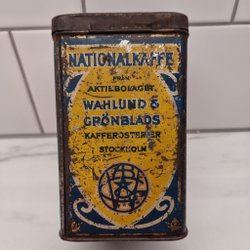 NATIONALKAFFE
FRÅN
AKTIEBOLAGET
WAHLUND &
GRÖNBLADS
KAFFEROSTERIER
STOCKHOLM